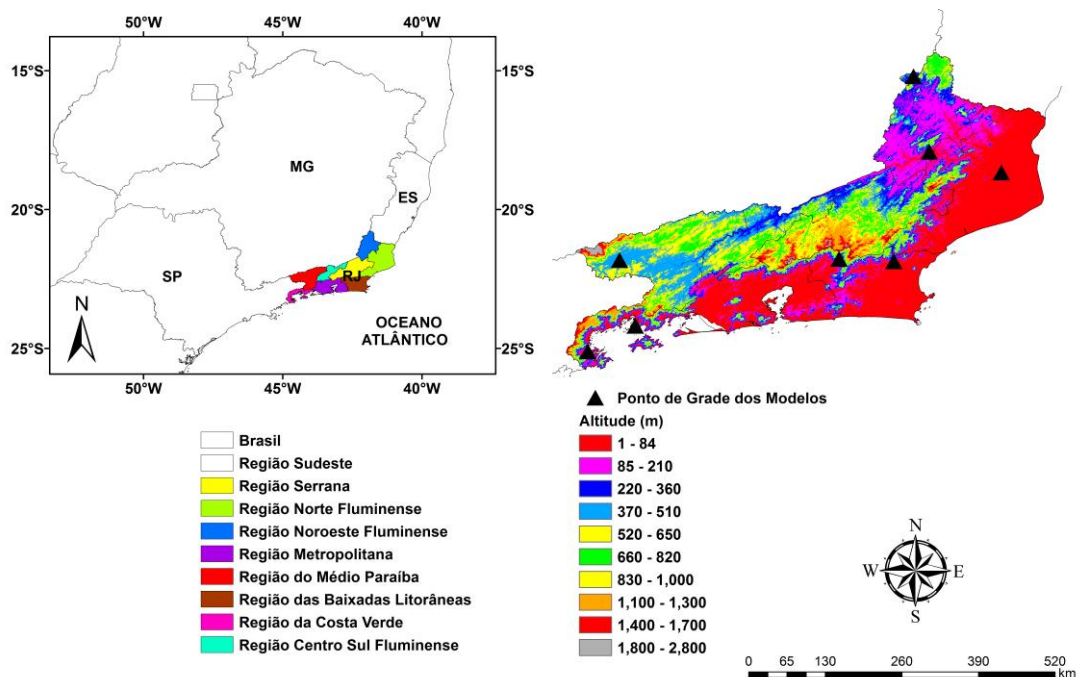 50°W 45°W 40°W
15°S
20°S
25°S
MG
ES
SP
RJ
N
OCEANO
ATLÂNTICO
50°W 45°W 40°W
Brasil
Região Sudeste
Região Serrana
Região Norte Fluminense
Região Noroeste Fluminense
Região Metropolitana
Região do Médio Paraíba
Região das Baixadas Litorâneas
Região da Costa Verde
Região Centro Sul Fluminense
Ponto de Grade dos Modelos
Altitude (m)
1 - 84
85 - 210
220 - 360
370 - 510
520 - 650
660 - 820
830 - 1,000
1,100 - 1,300
1,400 - 1,700
1,800 - 2,800
N
W E
S
0 65 130 260 390 520
km